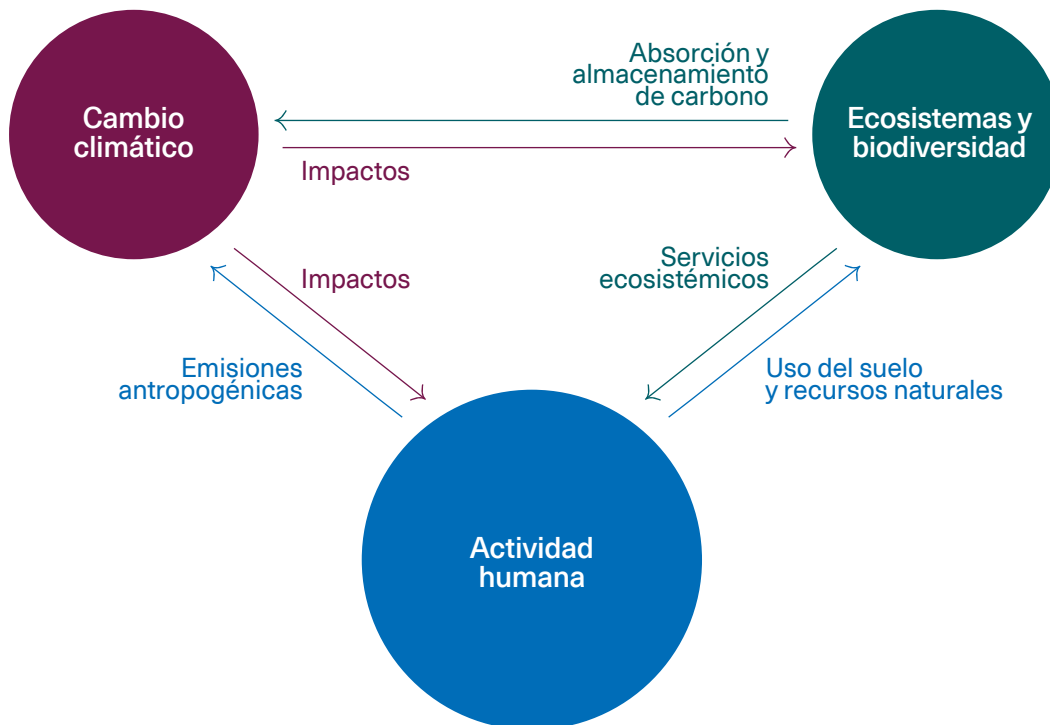 Absorción y
almacenamiento
de carbono
Cambio
climático
Ecosistemas y
biodiversidad
Impactos
Impactos
Servicios
ecosistémicos
Emisiones
antropogénicas
Uso del suelo
y recursos naturales
Actividad
humana